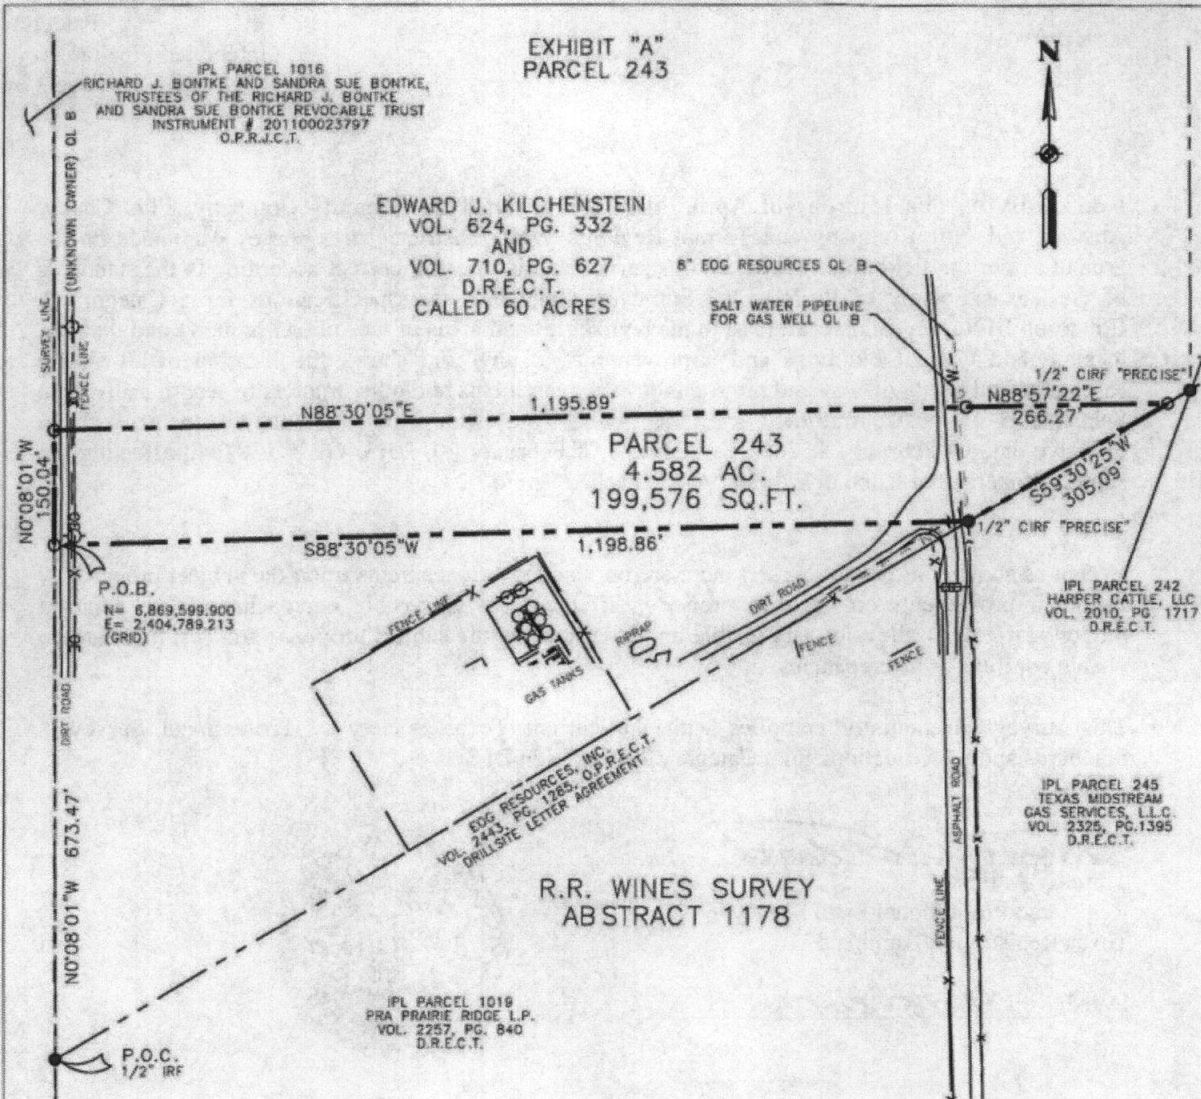 EXHIBIT "A"
PARCEL 243
N
IPL PARCEL 1016
RICHARD J. BONTKE AND SANDRA SUE BONTKE,
TRUSTEES OF THE RICHARD J. BONTKE
AND SANDRA SUE BONTKE REVOCABLE TRUST
INSTRUMENT # 201100023797
O.P.R.J.C.T.
(UNKNOWN OWNER) QL B
SURVEY LINE
FENCE LINE
EDWARD J. KILCHENSTEIN
VOL. 624, PG. 332
AND
VOL. 710, PG. 627
D.R.E.C.T.
CALLED 60 ACRES
8" EOG RESOURCES QL B
SALT WATER PIPELINE
FOR GAS WELL QL B
W
1/2" CIRF "PRECISE"
N88°30'05"E
1,195.89'
N88°57'22"E
266.27'
PARCEL 243
4.582 AC.
199,576 SQ.FT.
S59°30'25"W
305.09'
N0°08'01"W
150.04'
S88°30'05"W
1,198.86'
1/2" CIRF "PRECISE"
P.O.B.
N= 6,869,599.900
E= 2,404,789.213
(GRID)
DIRT ROAD
FENCE LINE
GAS TANKS
RIPRAP
DIRT ROAD
FENCE
FENCE
IPL PARCEL 242
HARPER CATTLE, LLC
VOL. 2010, PG 1717
D.R.E.C.T.
EOG RESOURCES, INC.
VOL. 2443, PG. 1285, O.P.R.E.C.T.
DRILLSITE LETTER AGREEMENT
N0°08'01"W 673.47'
ASPHALT ROAD
FENCE LINE
IPL PARCEL 245
TEXAS MIDSTREAM
GAS SERVICES, L.L.C.
VOL. 2325, PG.1395
D.R.E.C.T.
R.R. WINES SURVEY
ABSTRACT 1178
IPL PARCEL 1019
PRA PRAIRIE RIDGE L.P.
VOL. 2257, PG. 840
D.R.E.C.T.
P.O.C.
1/2" IRF